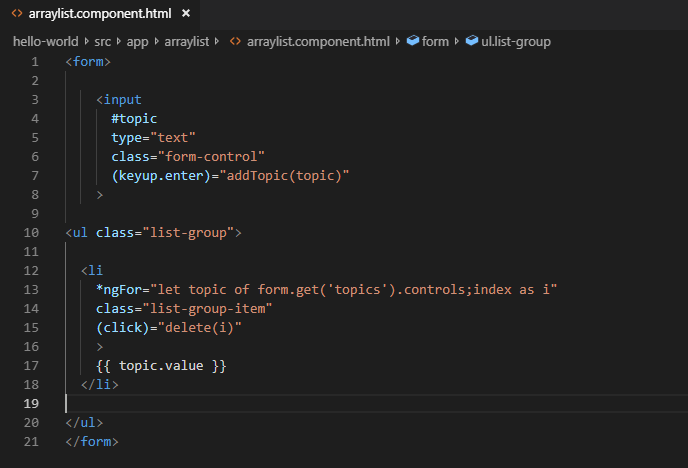 <> arraylist.component.html ×
hello-world › src › app › arraylist › <> arraylist.component.html › form › ul.list-group
1 <form>
2
3 <input
4 #topic
5 type="text"
6 class="form-control"
7 (keyup.enter)="addTopic(topic)"
8 >
9
10 <ul class="list-group">
11
12 <li
13 *ngFor="let topic of form.get('topics').controls;index as i"
14 class="list-group-item"
15 (click)="delete(i)"
16 >
17 {{ topic.value }}
18 </li>
19
20 </ul>
21 </form>